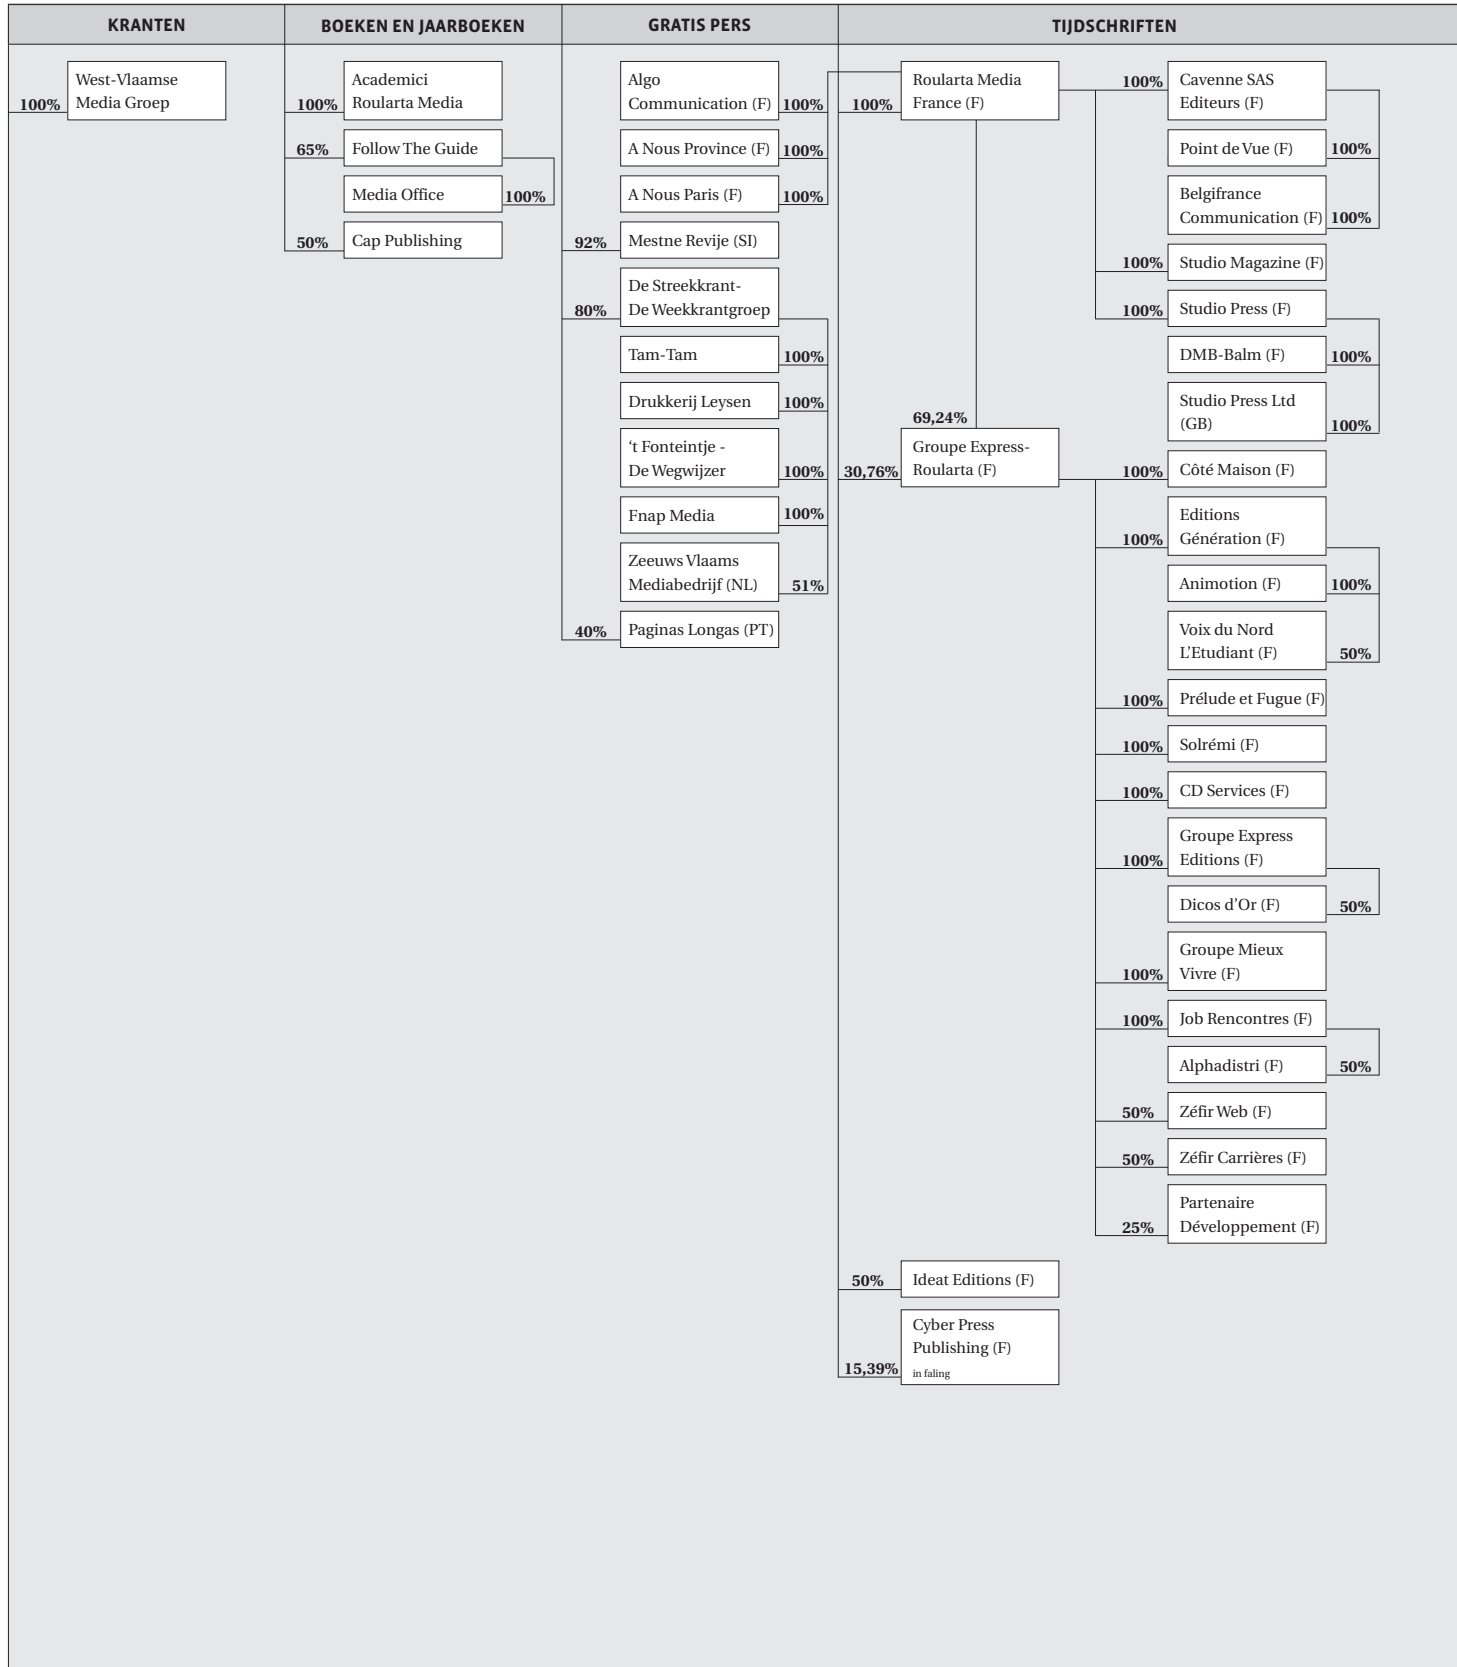 KRANTEN
BOEKEN EN JAARBOEKEN
GRATIS PERS
TIJDSCHRIFTEN
West-Vlaamse
Media Groep
100%
Academici
Roularta Media
100%
Follow The Guide
65%
Media Office
100%
Cap Publishing
50%
Algo
Communication (F)
100%
A Nous Province (F)
100%
A Nous Paris (F)
100%
92%
Mestne Revije (SI)
De Streekkrant-
De Weekkrantgroep
80%
Tam-Tam
100%
Drukkerij Leysen
100%
‘t Fonteintje -
De Wegwijzer
100%
Fnap Media
100%
Zeeuws Vlaams
Mediabedrijf (NL)
51%
40%
Paginas Longas (PT)
Roularta Media
France (F)
100%
69,24%
Groupe Express-
Roularta (F)
30,76%
50%
Ideat Editions (F)
Cyber Press
Publishing (F)
in faling
15,39%
100%
Cavenne SAS
Editeurs (F)
Point de Vue (F)
100%
Belgifrance
Communication (F)
100%
100%
Studio Magazine (F)
100%
Studio Press (F)
DMB-Balm (F)
100%
Studio Press Ltd
(GB)
100%
100%
Côté Maison (F)
Editions
Génération (F)
100%
Animotion (F)
100%
Voix du Nord
L’Etudiant (F)
50%
100%
Prélude et Fugue (F)
100%
Solrémi (F)
100%
CD Services (F)
Groupe Express
Editions (F)
100%
Dicos d’Or (F)
50%
Groupe Mieux
Vivre (F)
100%
100%
Job Rencontres (F)
Alphadistri (F)
50%
50%
Zéfir Web (F)
50%
Zéfir Carrières (F)
Partenaire
Développement (F)
25%